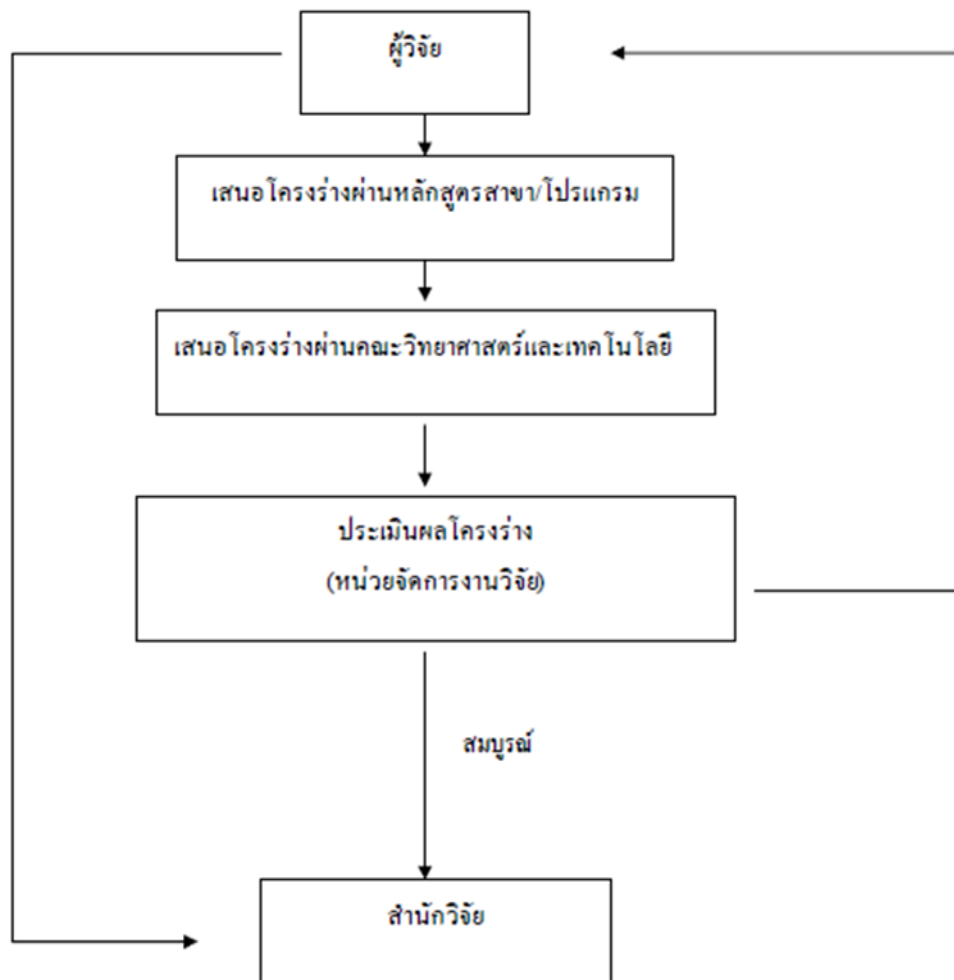 ผู้วิจัย
เสนอโครงร่างผ่านหลักสูตรสาขา/โปรแกรม
เสนอโครงร่างผ่านคณะวิทยาศาสตร์และเทคโนโลยี
ประเมินผลโครงร่าง
(หน่วยจัดการงานวิจัย)
สมบูรณ์
สำนักวิจัย